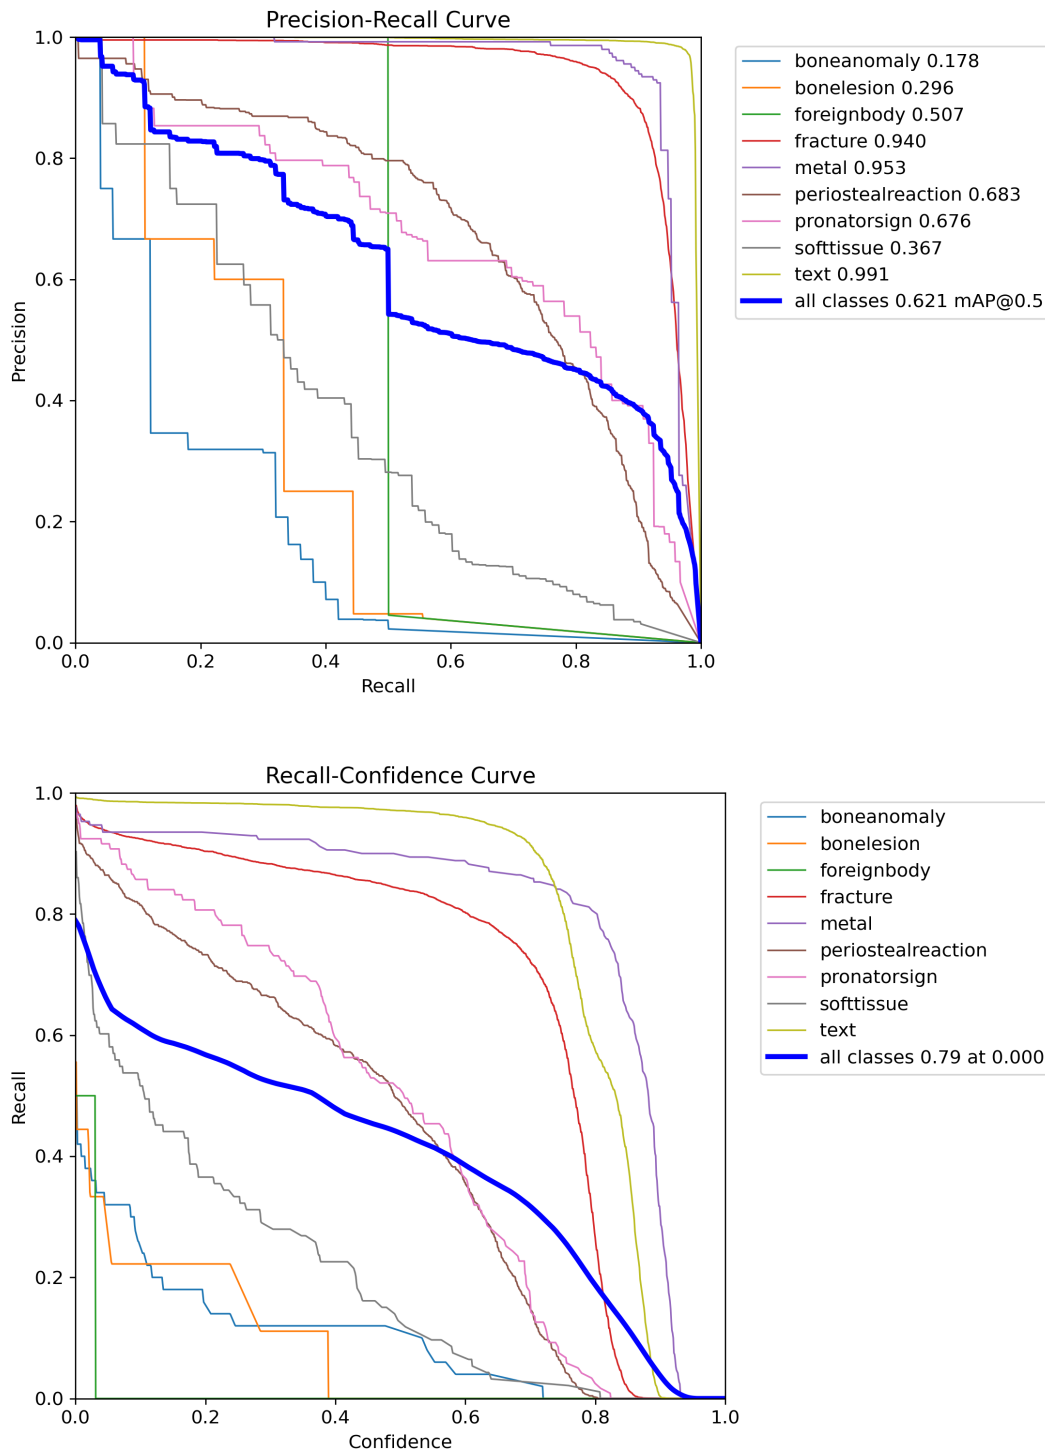 Precision-Recall Curve
1.0
0.8
0.6
0.4
0.2
0.0
Precision
0.0 0.2 0.4 0.6 0.8 1.0
Recall
boneanomaly 0.178
bonelesion 0.296
foreignbody 0.507
fracture 0.940
metal 0.953
periostealreaction 0.683
pronatorsign 0.676
softtissue 0.367
text 0.991
all classes 0.621 mAP@0.5
Recall-Confidence Curve
1.0
0.8
0.6
0.4
0.2
0.0
Recall
0.0 0.2 0.4 0.6 0.8 1.0
Confidence
boneanomaly
bonelesion
foreignbody
fracture
metal
periostealreaction
pronatorsign
softtissue
text
all classes 0.79 at 0.000